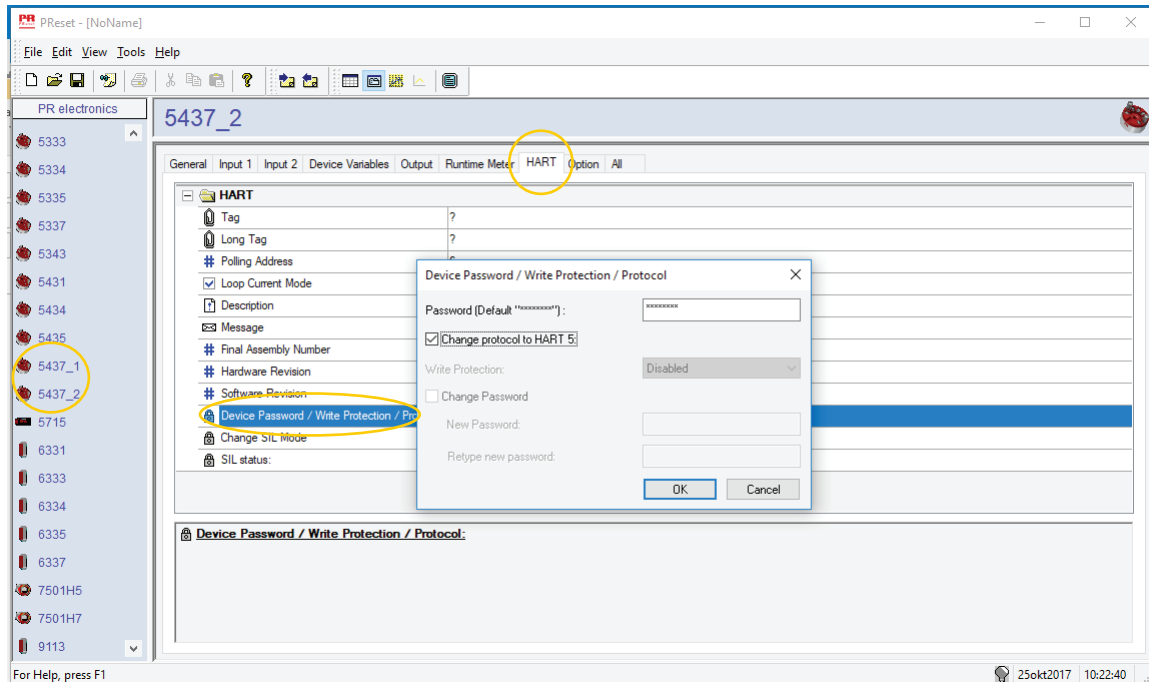 PR PReset - [NoName]
File Edit View Tools Help
PR electronics
5333
5334
5335
5337
5343
5431
5434
5435
5437_1
5437_2
5715
6331
6333
6334
6335
6337
7501H5
7501H7
9113
5437_2
General Input 1 Input 2 Device Variables Output Runtime Meter HART Option All
HART
Tag ?
Long Tag ?
Polling Address
Loop Current Mode
Description
Message
Final Assembly Number
Hardware Revision
Software Revision
Device Password / Write Protection / Pro
Change SIL Mode
SIL status:
Device Password / Write Protection / Protocol
Password (Default "********") : ********
Change protocol to HART 5:
Write Protection: Disabled
Change Password
New Password:
Retype new password:
OK Cancel
Device Password / Write Protection / Protocol:
For Help, press F1 25okt2017 10:22:40